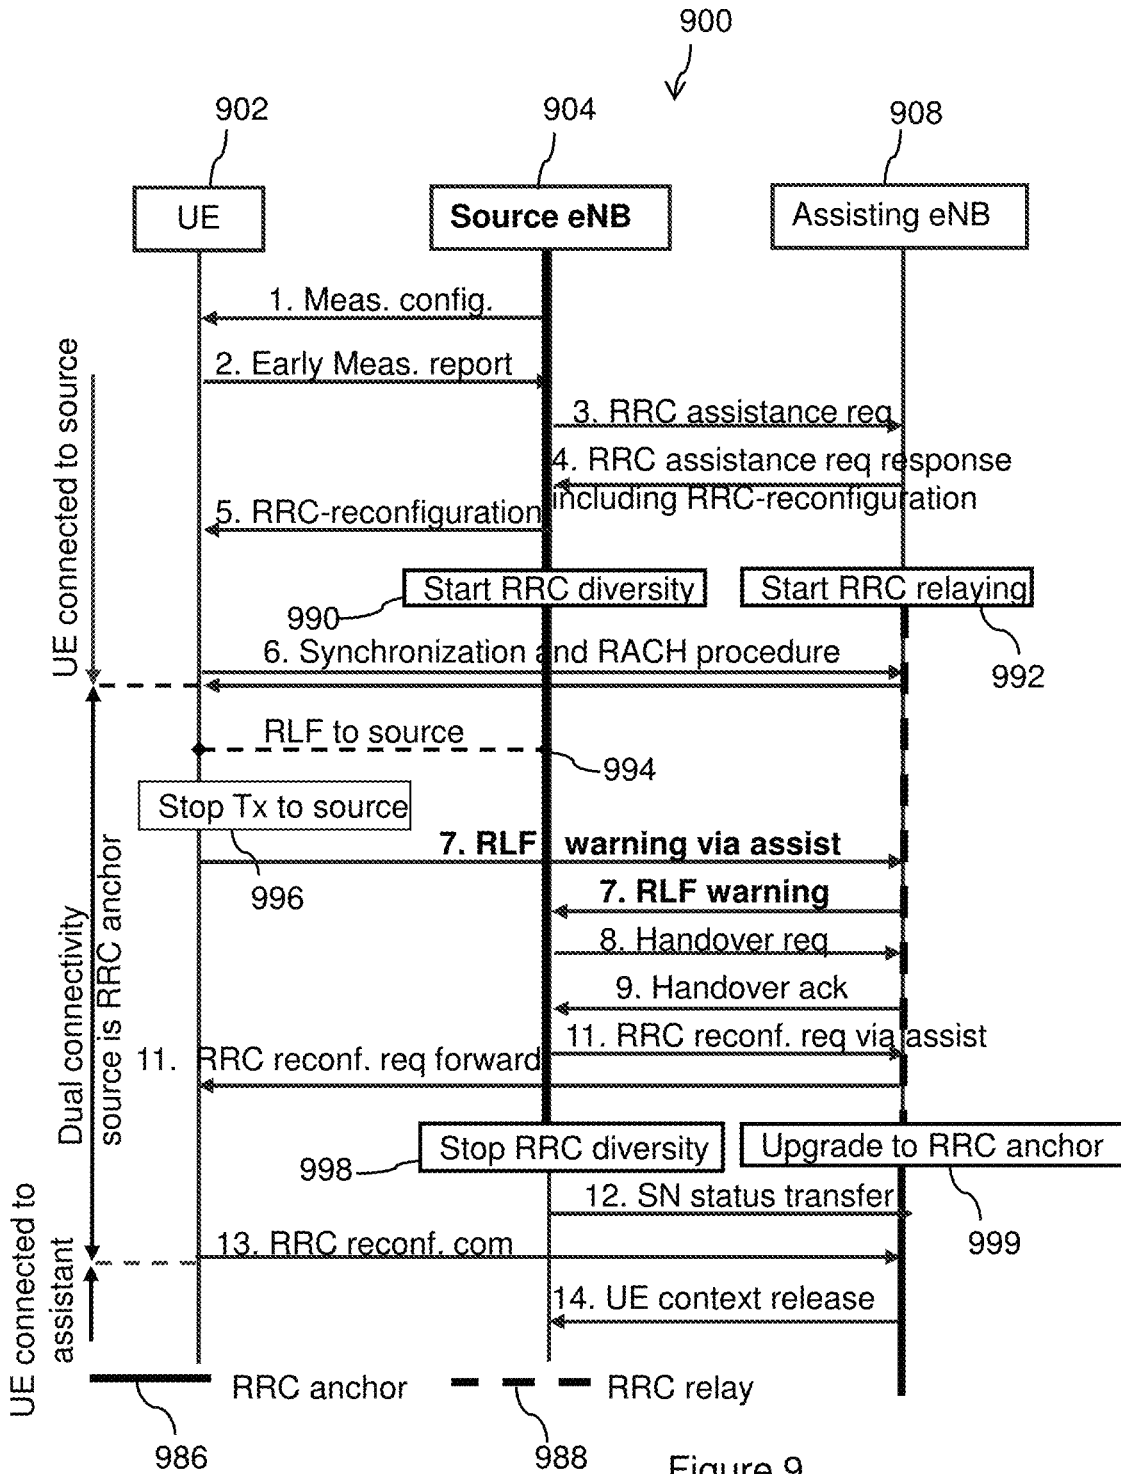 900
902
904
908
UE
Source eNB
Assisting eNB
1. Meas. config.
2. Early Meas. report
3. RRC assistance req
4. RRC assistance req response
including RRC-reconfiguration
5. RRC-reconfiguration
UE connected to source
Start RRC diversity
Start RRC relaying
990
992
6. Synchronization and RACH procedure
RLF to source
994
Stop Tx to source
996
7. RLF warning via assist
7. RLF warning
8. Handover req
9. Handover ack
11. RRC reconf. req via assist
11. RRC reconf. req forward
Dual connectivity
source is RRC anchor
Stop RRC diversity
Upgrade to RRC anchor
998
999
12. SN status transfer
13. RRC reconf. com
14. UE context release
UE connected to
assistant
RRC anchor
RRC relay
986
988
Figure 9